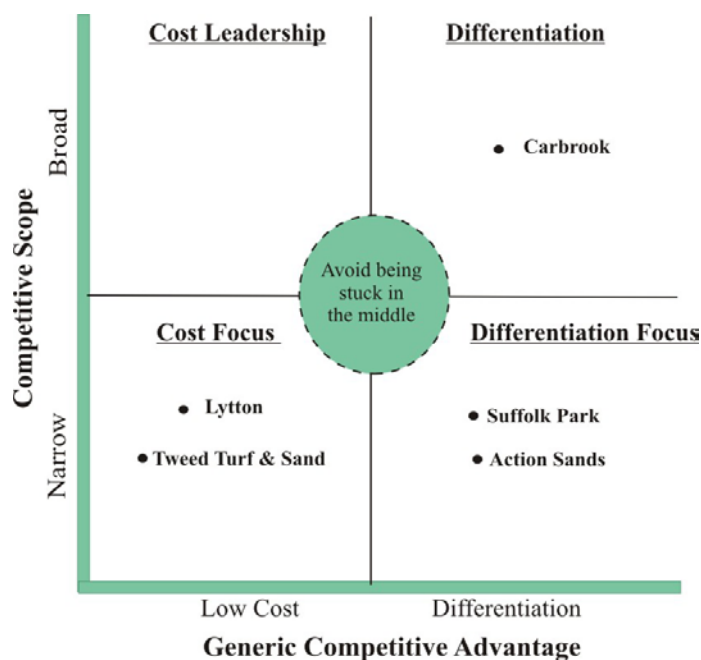 Cost Leadership
Differentiation
Broad
Carbrook
Competitive Scope
Avoid being
stuck in
the middle
Cost Focus
Differentiation Focus
Lytton
Suffolk Park
Tweed Turf & Sand
Action Sands
Narrow
Low Cost
Differentiation
Generic Competitive Advantage